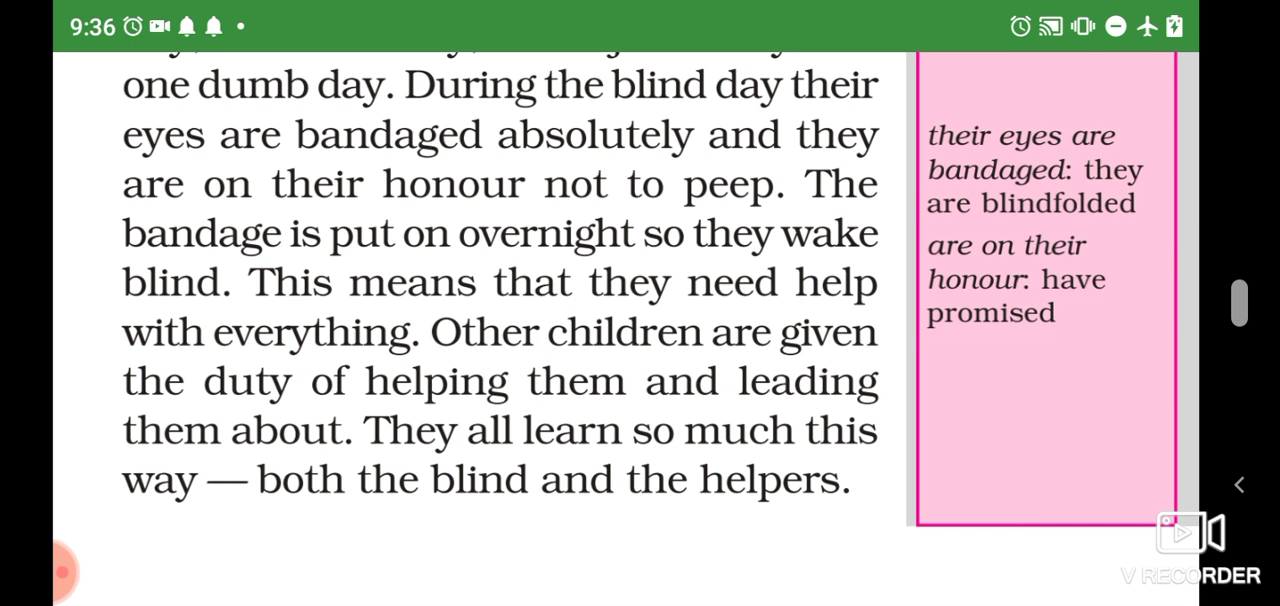 9:36
one dumb day. During the blind day their
eyes are bandaged absolutely and they
are on their honour not to peep. The
bandage is put on overnight so they wake
blind. This means that they need help
with everything. Other children are given
the duty of helping them and leading
them about. They all learn so much this
way — both the blind and the helpers.
their eyes are
bandaged: they
are blindfolded
are on their
honour: have
promised
V RECORDER